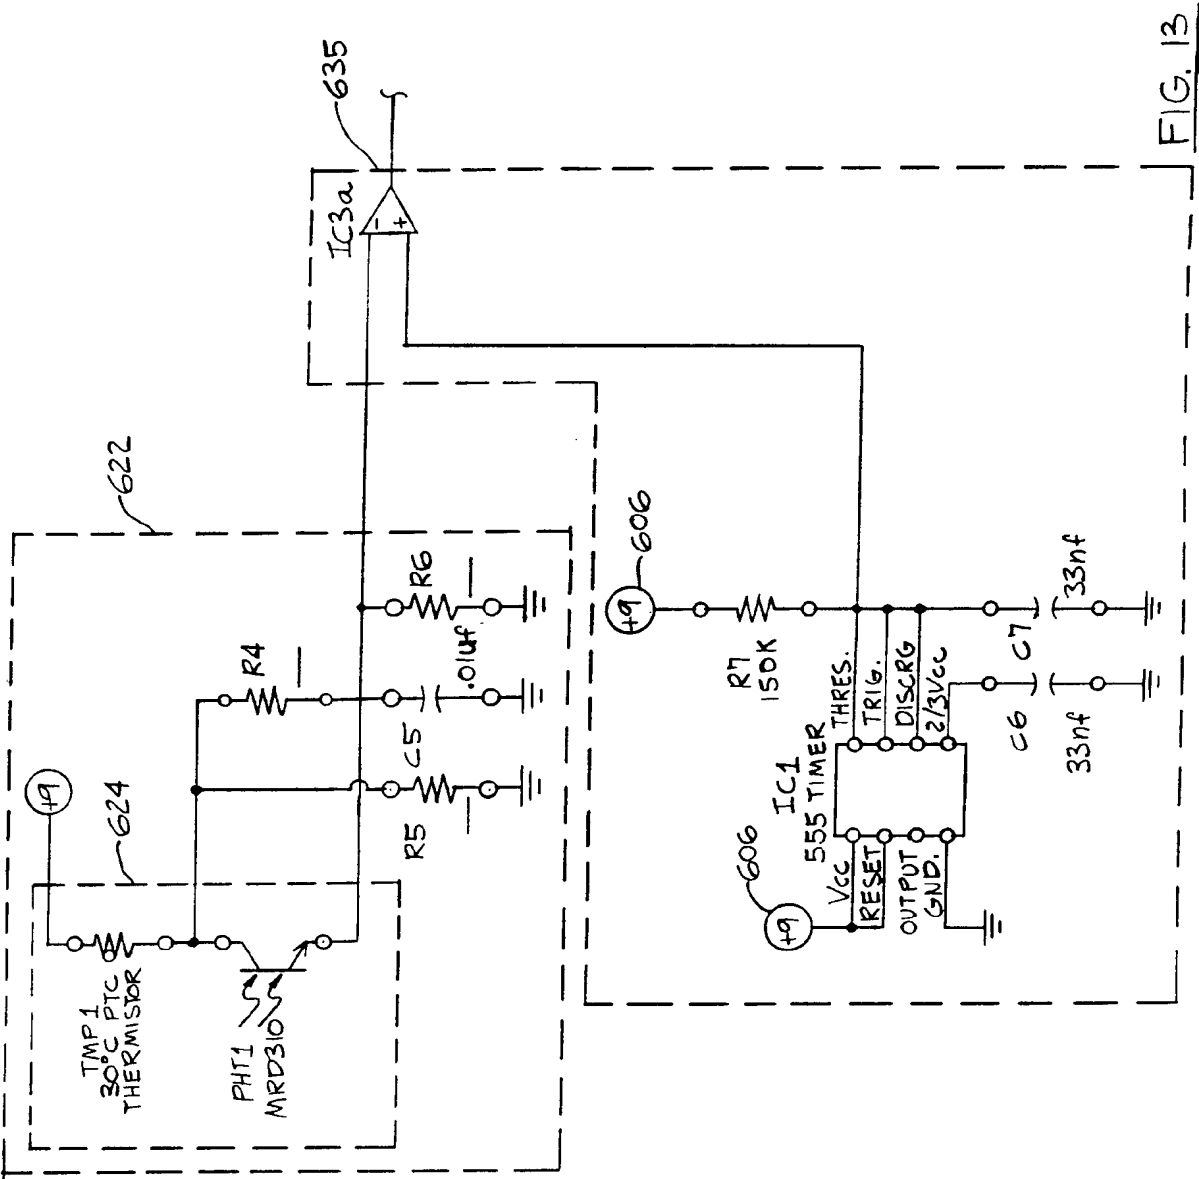 FIG. 13
635
IC3a
-
+
622
624
+9
TMP1
30°C PTC
THERMISTOR
PHT1
MRD310
R4
R5
C5
.01uf
R6
606
+9
R7
150K
606
+9
IC1
555 TIMER
Vcc
RESET
OUTPUT
GND.
THRES.
TRIG.
DISCRG
2/3Vcc
C6
33nf
C7
33nf